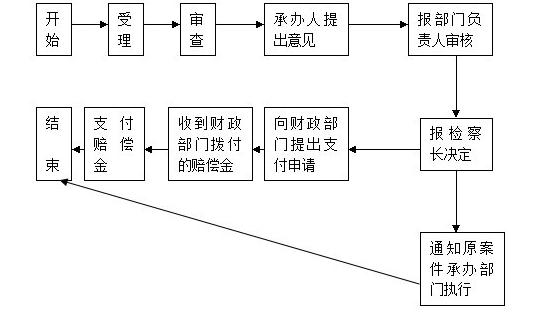 开
始
受
理
审
查
承办人提
出意见
报部门负
责人审核
报检察
长决定
向财政部
门提出支
付申请
收到财政
部门拨付
的赔偿金
支付
赔偿
金
结
束
通知原案
件承办部
门执行